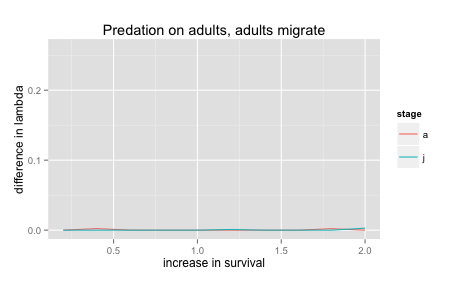 Predation on adults, adults migrate
difference in lambda
0.2
0.1
0.0
0.5
1.0
1.5
2.0
increase in survival
stage
a
j